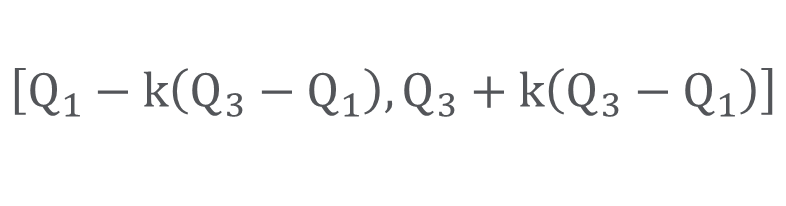 [Q₁ − k(Q₃ − Q₁), Q₃ + k(Q₃ − Q₁)]